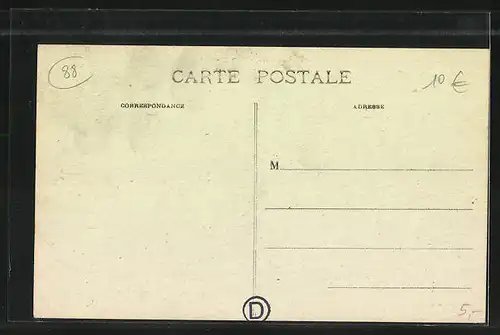 88
CARTE POSTALE
10 €
CORRESPONDANCE
ADRESSE
M
5,-
D